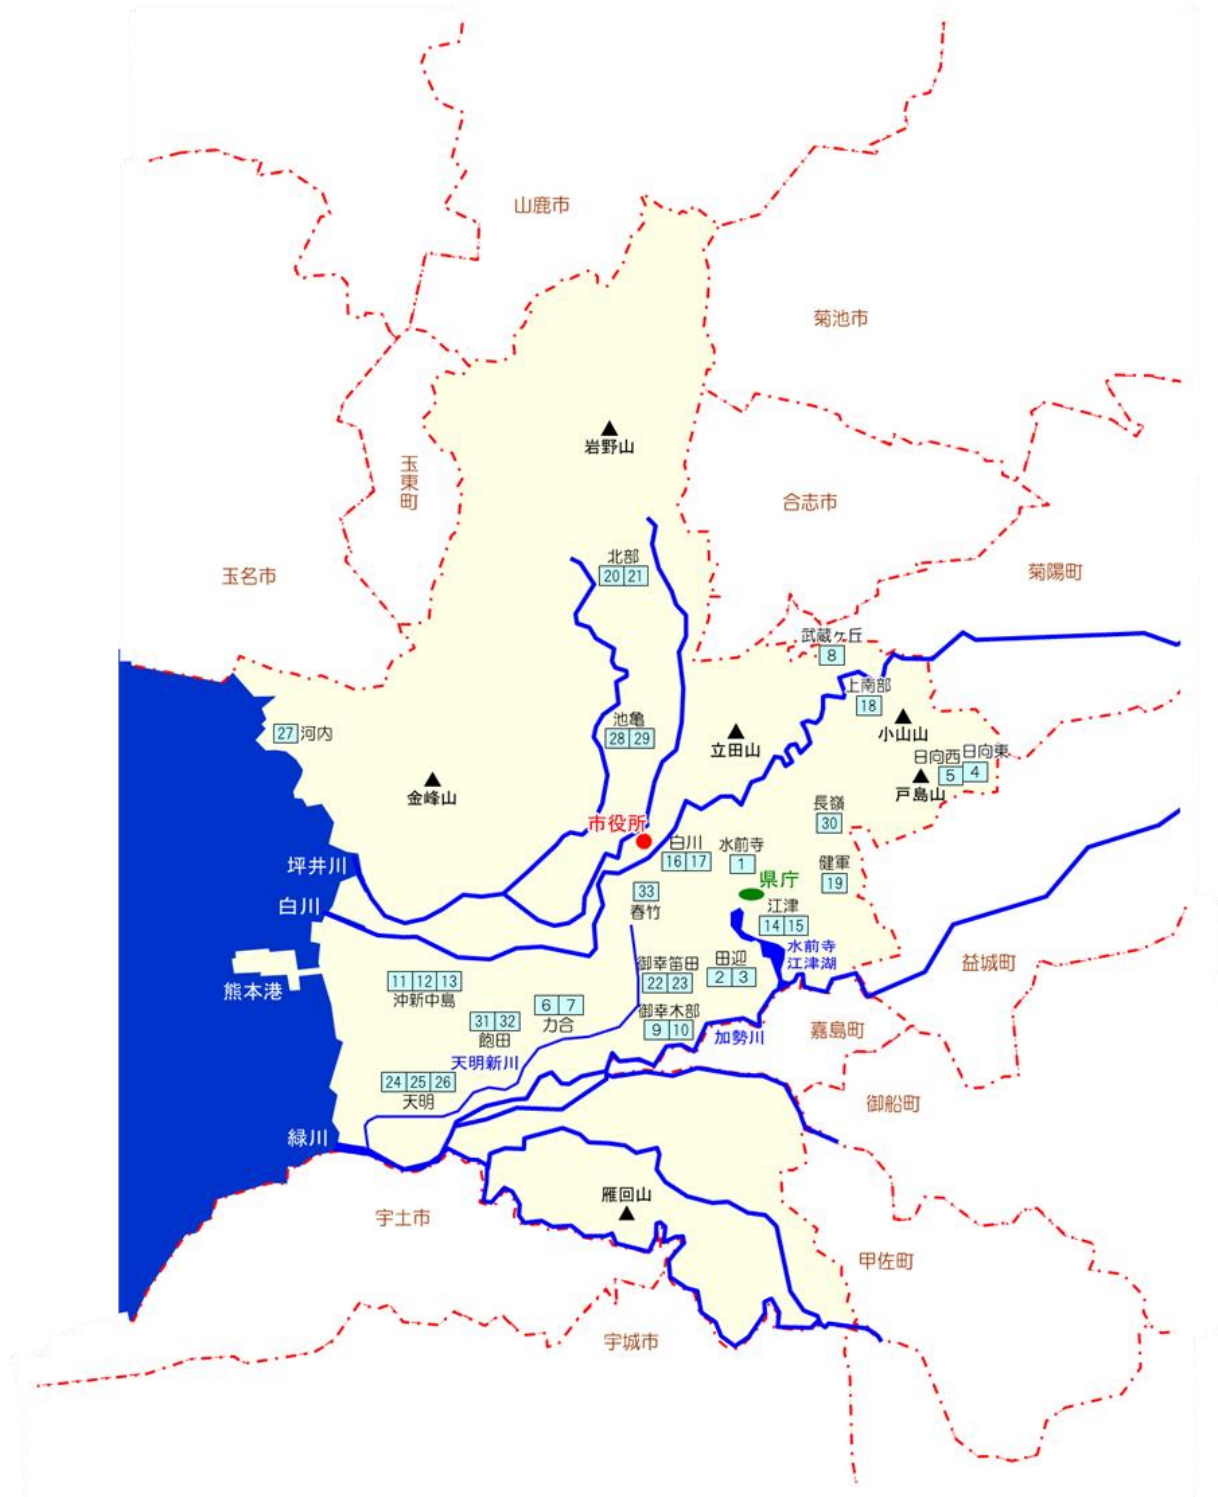 山鹿市
菊池市
岩野山
玉東町
合志市
北部
20 21
玉名市
菊陽町
武蔵ヶ丘
8
上南部
18
27 河内
池亀
28 29
立田山
小山山
日向西
日向東
5
4
戸島山
金峰山
長嶺
30
市役所
白川
16 17
水前寺
1
坪井川
健軍
19
県庁
33
春竹
白川
江津
14 15
水前寺
江津湖
熊本港
11 12 13
沖新中島
御幸笛田
22 23
田迎
2 3
益城町
6 7
力合
31 32
飽田
御幸木部
9 10
加勢川
嘉島町
天明新川
24 25 26
天明
御船町
緑川
雁回山
宇土市
甲佐町
宇城市